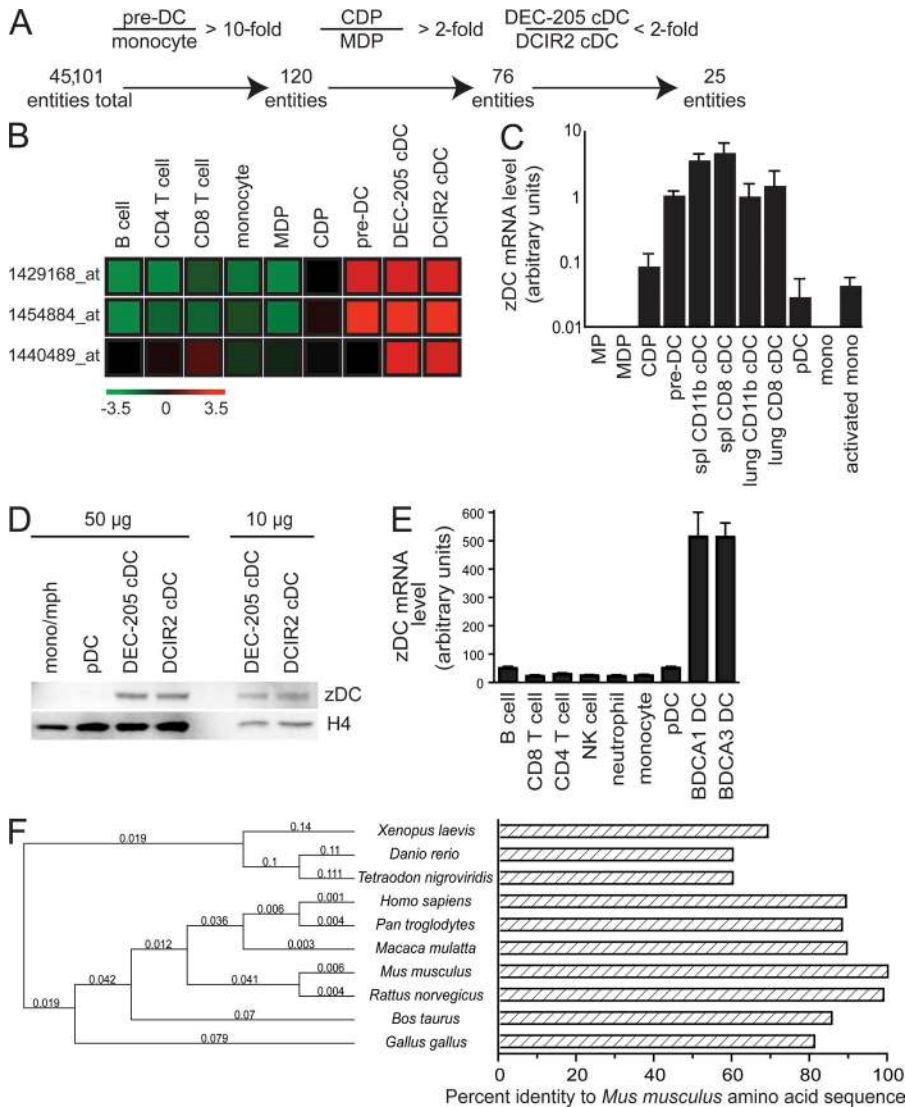 A
pre-DC
monocyte
> 10-fold
CDP
MDP
> 2-fold
DEC-205 cDC
DCIR2 cDC
< 2-fold
45,101
entities total
120
entities
76
entities
25
entities
B
B cell
CD4 T cell
CD8 T cell
monocyte
MDP
CDP
pre-DC
DEC-205 cDC
DCIR2 cDC
1429168_at
1454884_at
1440489_at
-3.5
0
3.5
C
zDC mRNA level
(arbitrary units)
10
1
0.1
0.01
MP
MDP
CDP
pre-DC
spl CD11b cDC
spl CD8 cDC
lung CD11b cDC
lung CD8 cDC
pDC
mono
activated mono
D
50 µg
10 µg
mono/mph
pDC
DEC-205 cDC
DCIR2 cDC
DEC-205 cDC
DCIR2 cDC
zDC
H4
E
zDC mRNA
level
(arbitrary units)
600
500
400
300
200
100
0
B cell
CD8 T cell
CD4 T cell
NK cell
neutrophil
monocyte
pDC
BDCA1 DC
BDCA3 DC
F
0.019
0.14
0.1
0.11
0.111
0.019
0.042
0.012
0.036
0.006
0.001
0.004
0.003
0.041
0.006
0.004
0.07
0.079
Xenopus laevis
Danio rerio
Tetraodon nigroviridis
Homo sapiens
Pan troglodytes
Macaca mulatta
Mus musculus
Rattus norvegicus
Bos taurus
Gallus gallus
0
20
40
60
80
100
Percent identity to Mus musculus amino acid sequence